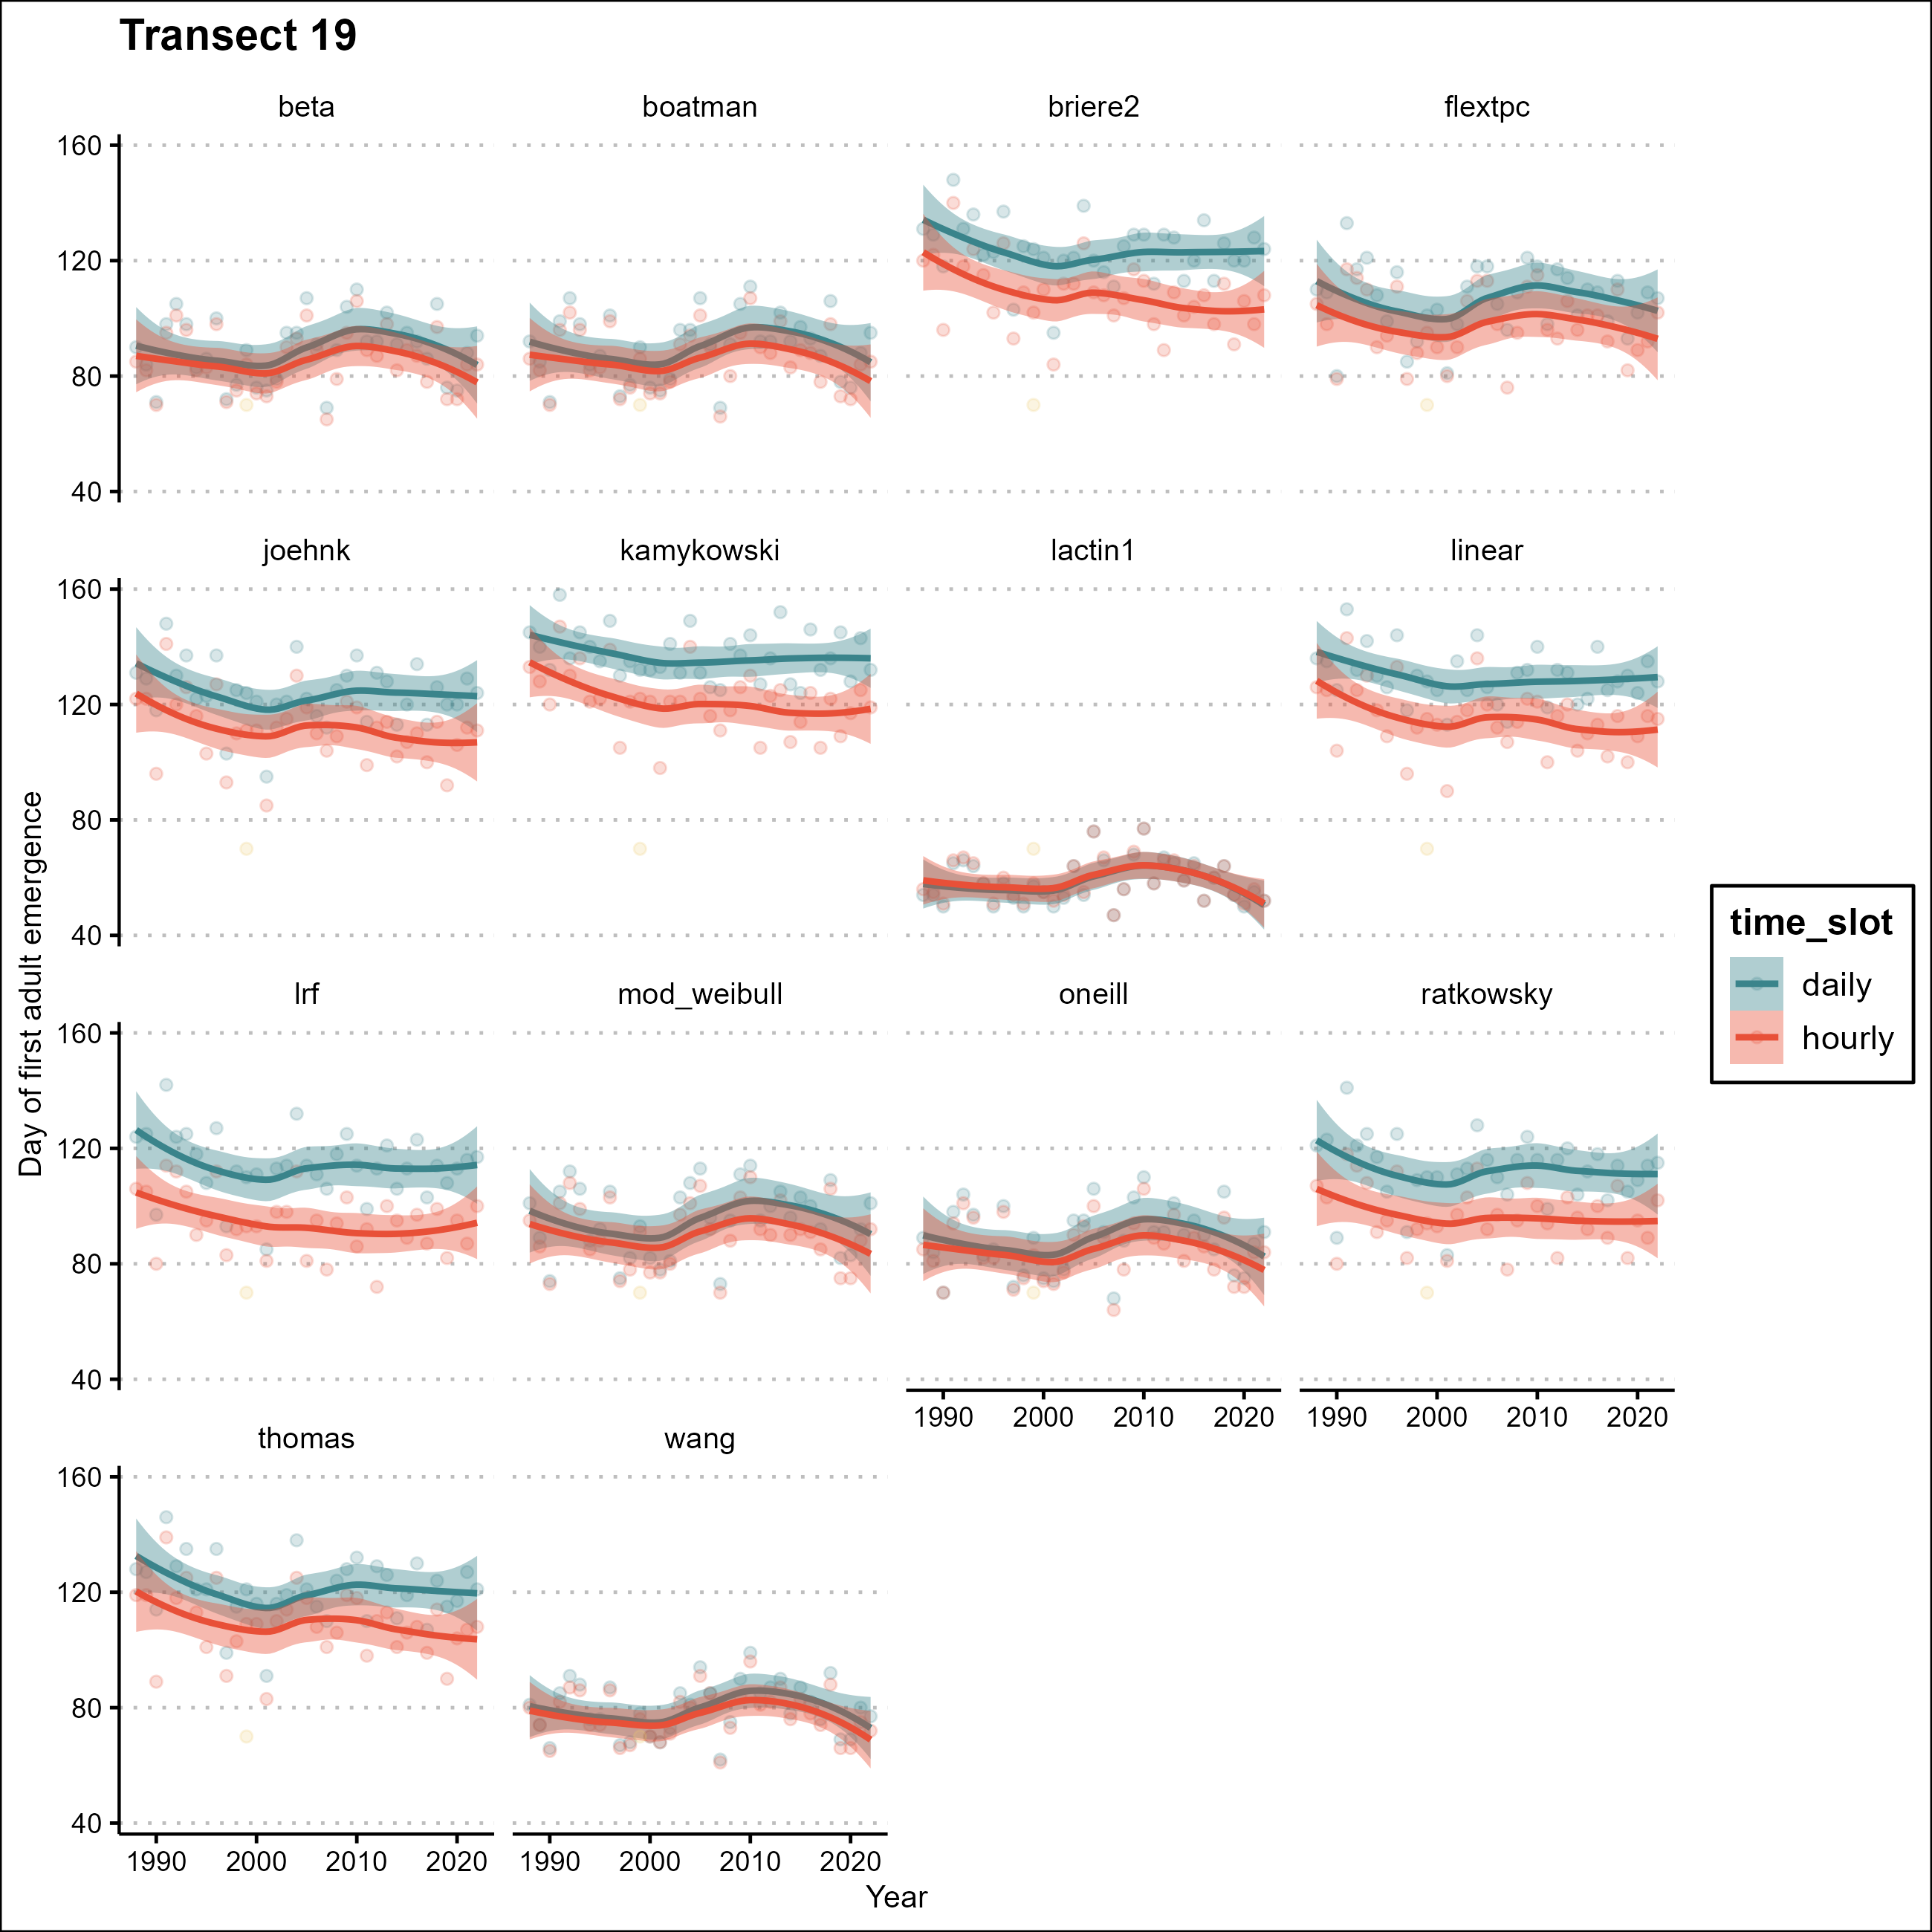 Transect 19
beta boatman briere2 flextpc
160
120
80
40
joehnk kamykowski lactin1 linear
160
120
80
40
lrf mod_weibull oneill ratkowsky
160
120
80
40
1990 2000 2010 2020 1990 2000 2010 2020
thomas wang
160
120
80
40
1990 2000 2010 2020 1990 2000 2010 2020
Year
Day of first adult emergence
time_slot
daily
hourly